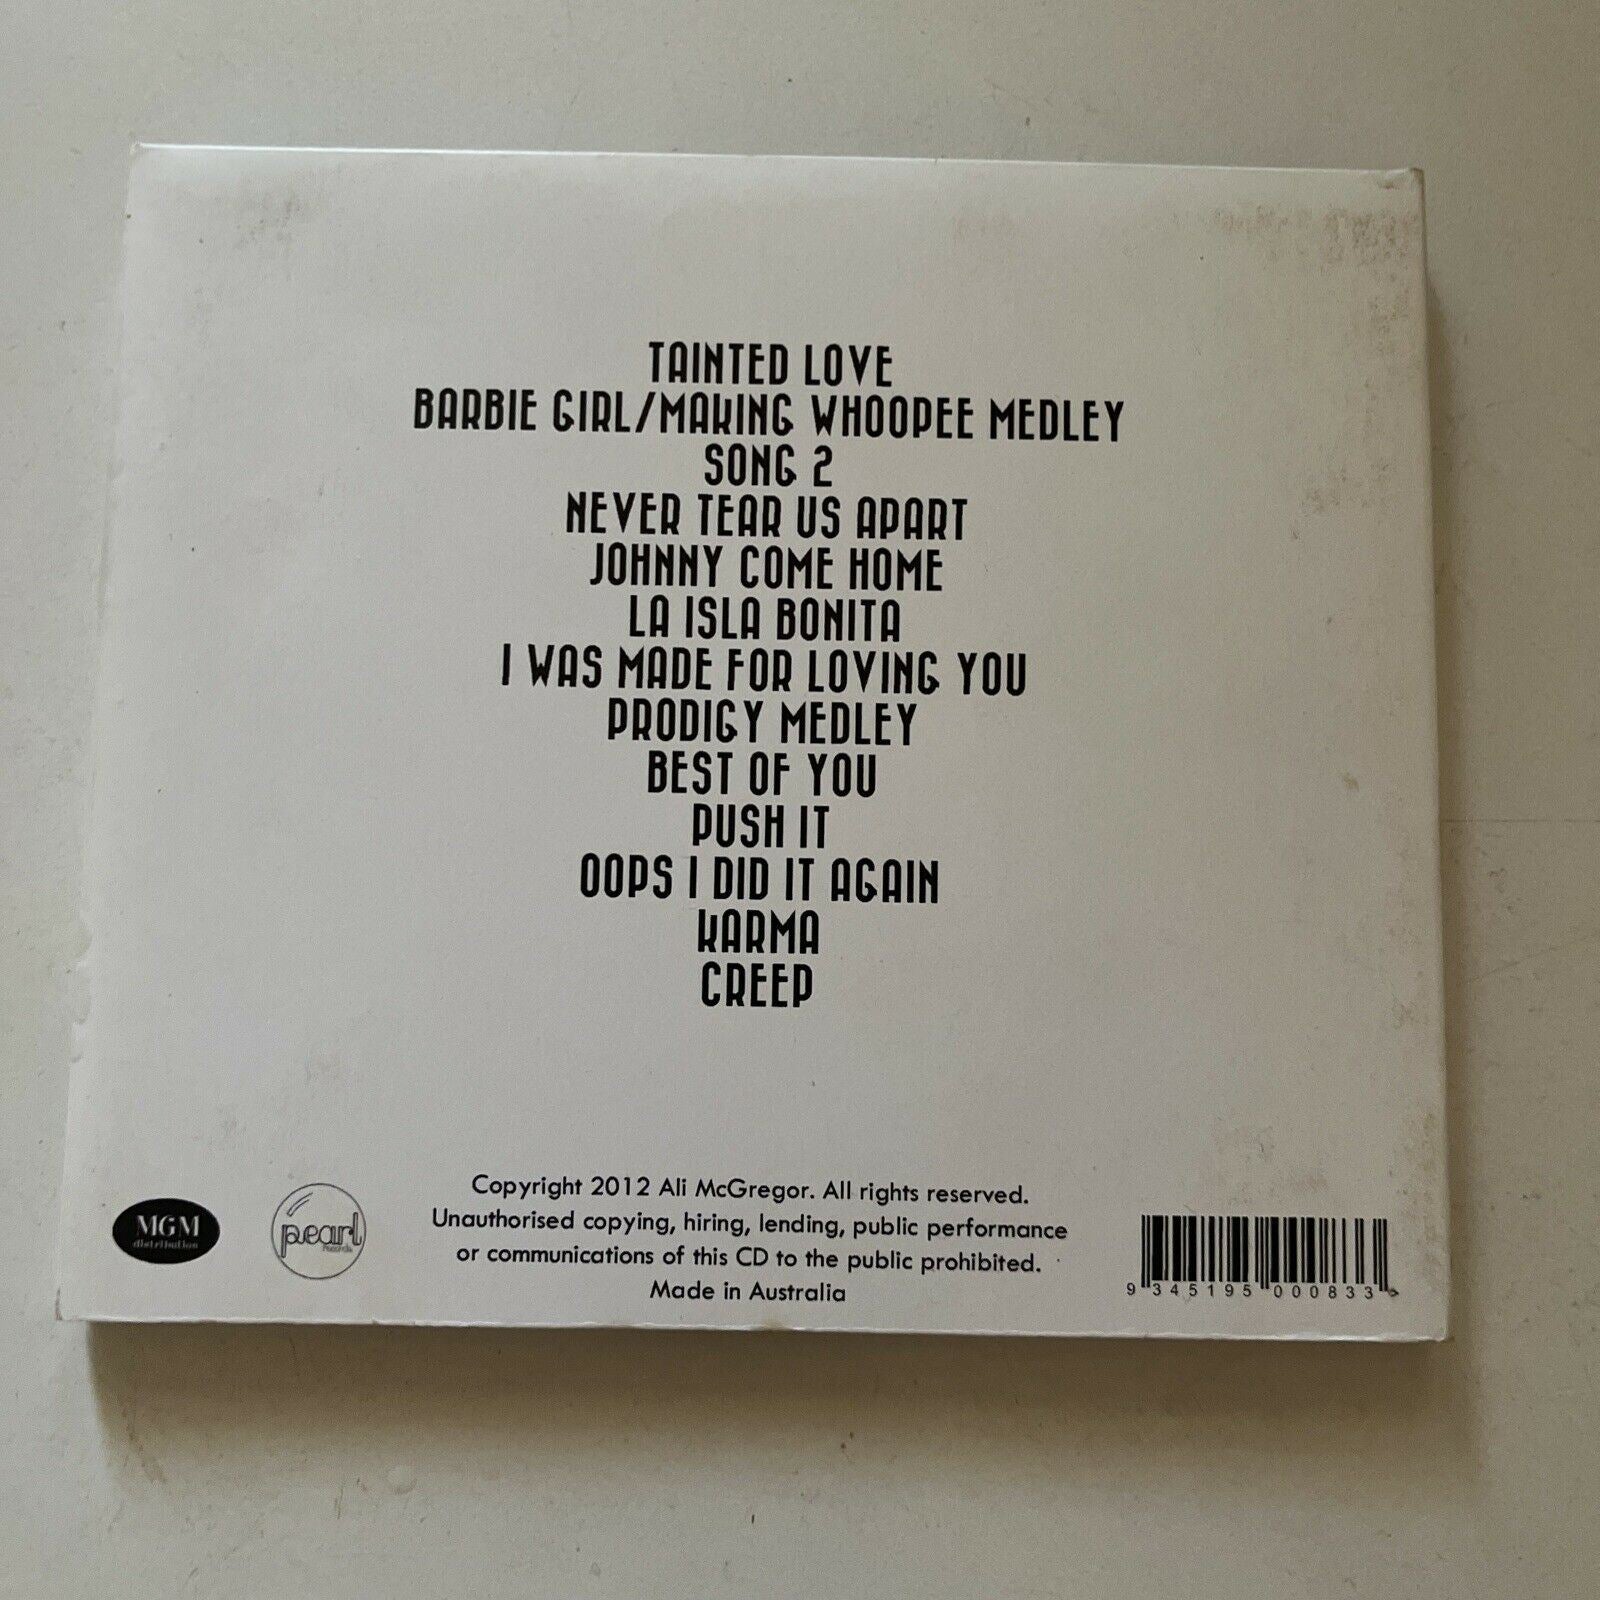 TAINTED LOVE
BARBIE GIRL/MAKING WHOOPEE MEDLEY
SONG 2
NEVER TEAR US APART
JOHNNY COME HOME
LA ISLA BONITA
I WAS MADE FOR LOVING YOU
PRODIGY MEDLEY
BEST OF YOU
PUSH IT
OOPS I DID IT AGAIN
KARMA
CREEP
MGM
distribution
pearl
records
Copyright 2012 Ali McGregor. All rights reserved.
Unauthorised copying, hiring, lending, public performance
or communications of this CD to the public prohibited.
Made in Australia
9 345195 000833